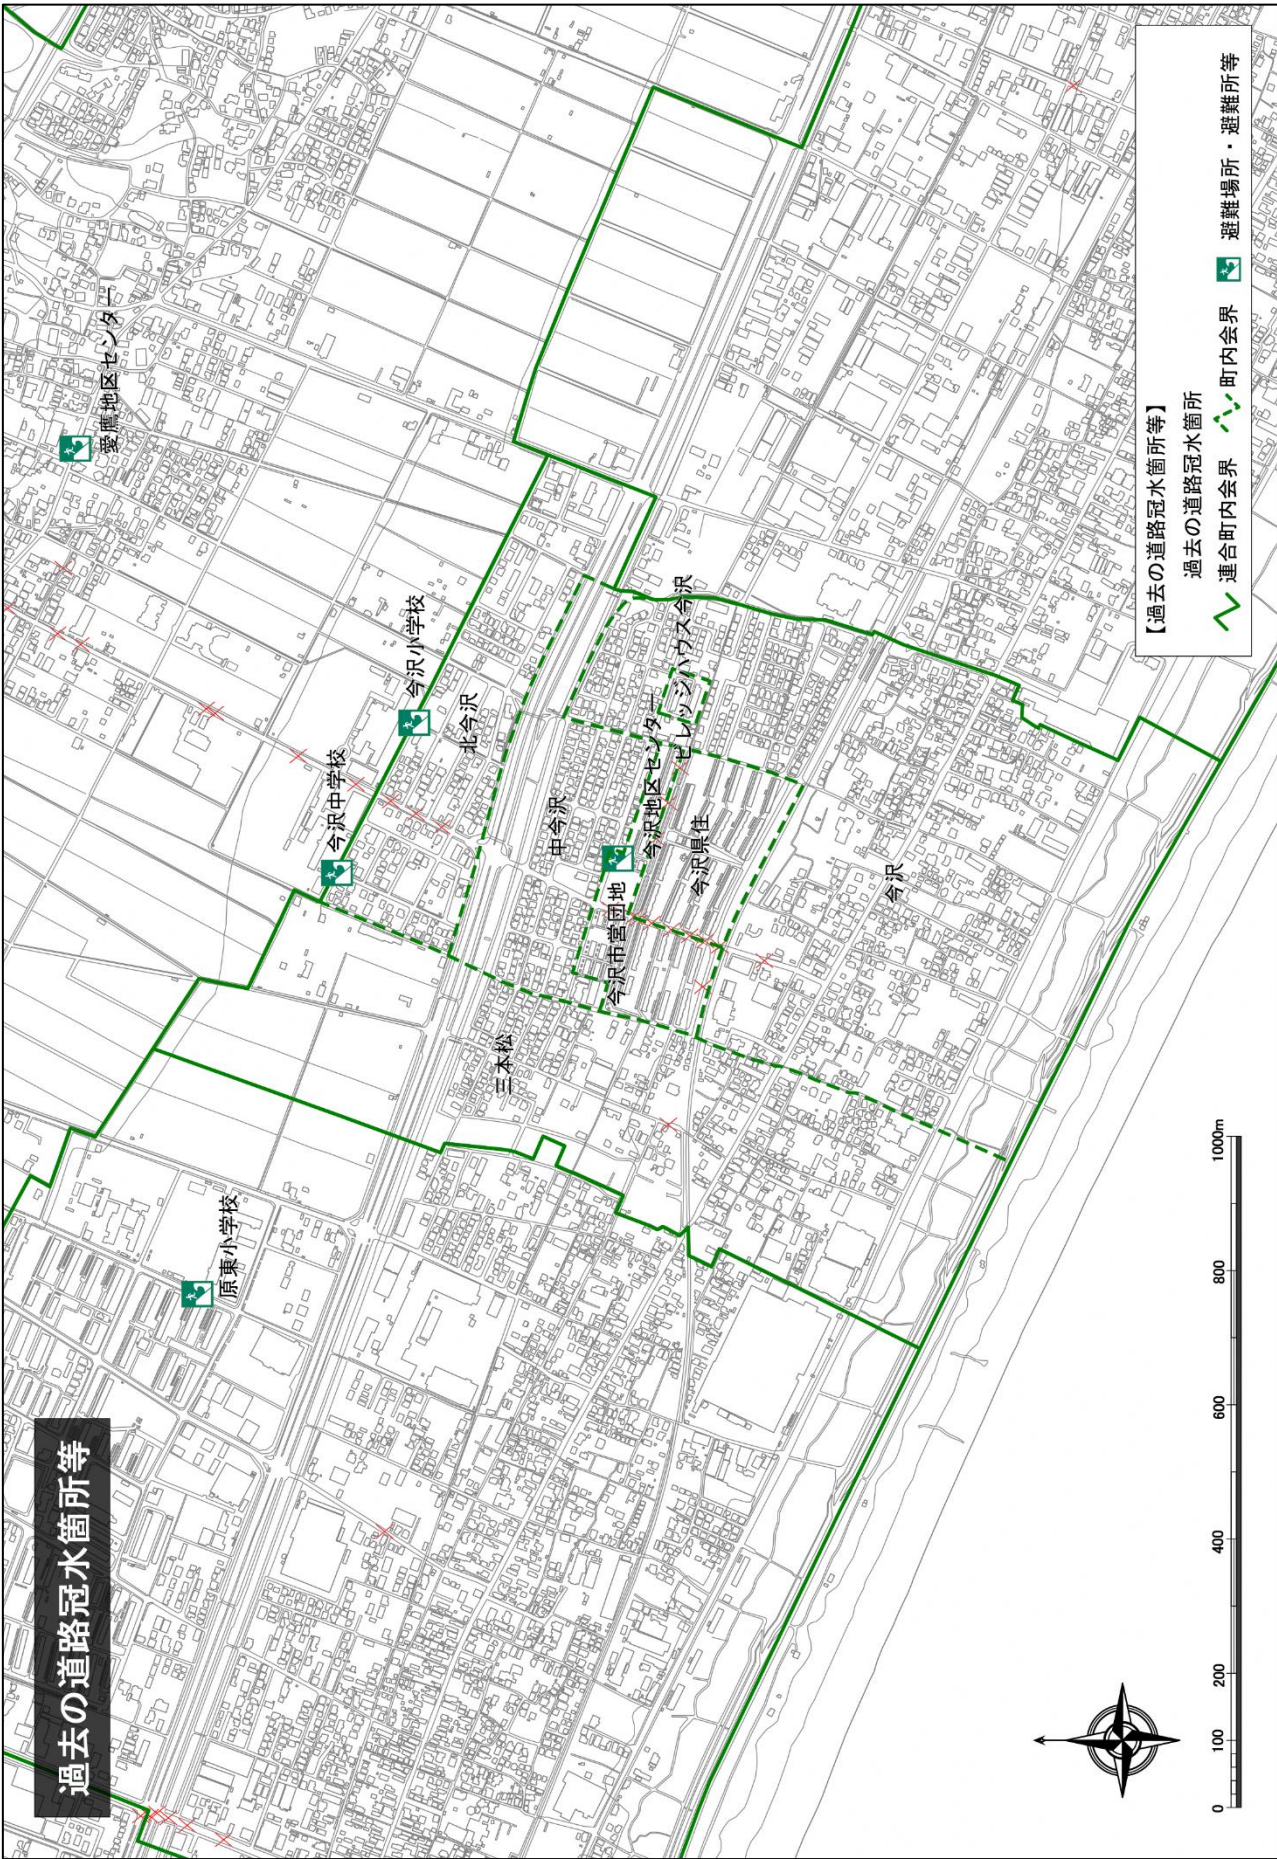 過去の道路冠水箇所等
愛鷹地区センター
今沢小学校
今沢中学校
原東小学校
北今沢
中今沢
三本松
今沢地区センター
ビレッジハウス今沢
今沢市営団地
今沢県住
今沢
【過去の道路冠水箇所等】
過去の道路冠水箇所
連合町内会界 町内会界 避難場所・避難所等
0 100 200 400 600 800 1000m